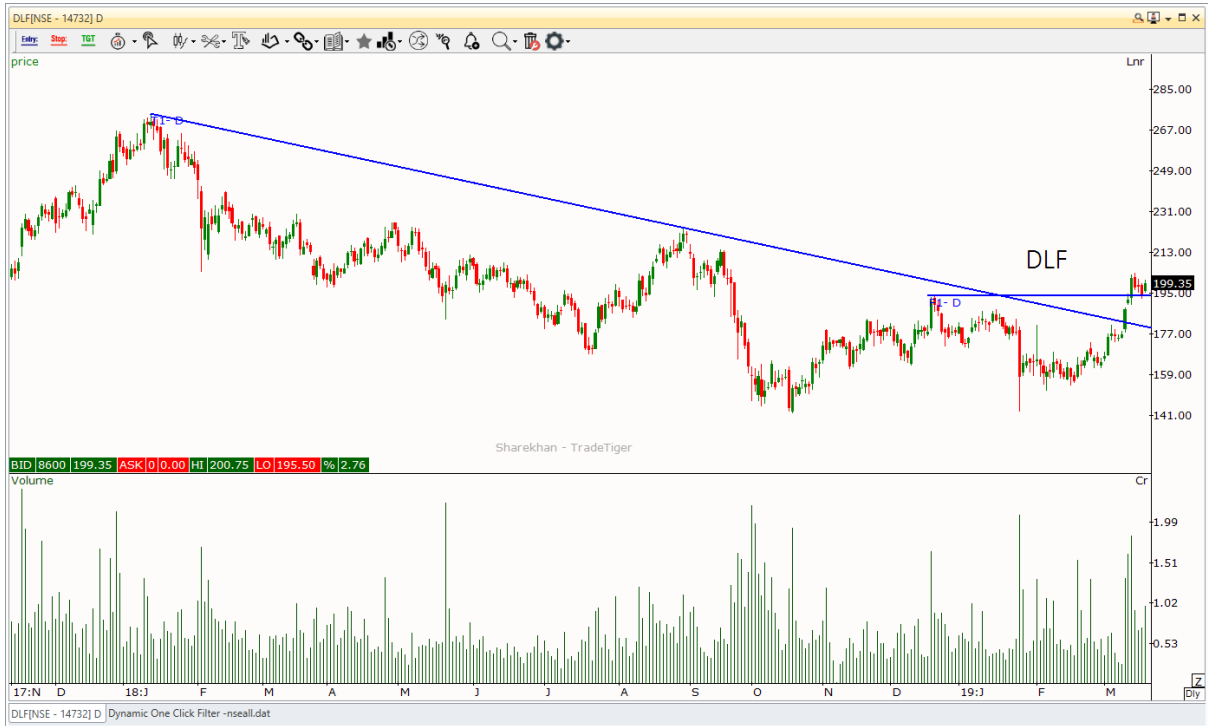 DLF[NSE - 14732] D
Entry: Stop: TGT
price
Lnr
285.00
267.00
249.00
231.00
213.00
199.35
195.00
177.00
159.00
141.00
T1- D
DLF
H1- D
Sharekhan - TradeTiger
BID 8600 199.35 ASK 0 0.00 HI 200.75 LO 195.50 % 2.76
Volume
Cr
1.99
1.51
1.02
0.53
17:N D 18:J F M A M J J A S O N D 19:J F M
Z
Dly
DLF[NSE - 14732] D Dynamic One Click Filter -nseall.dat